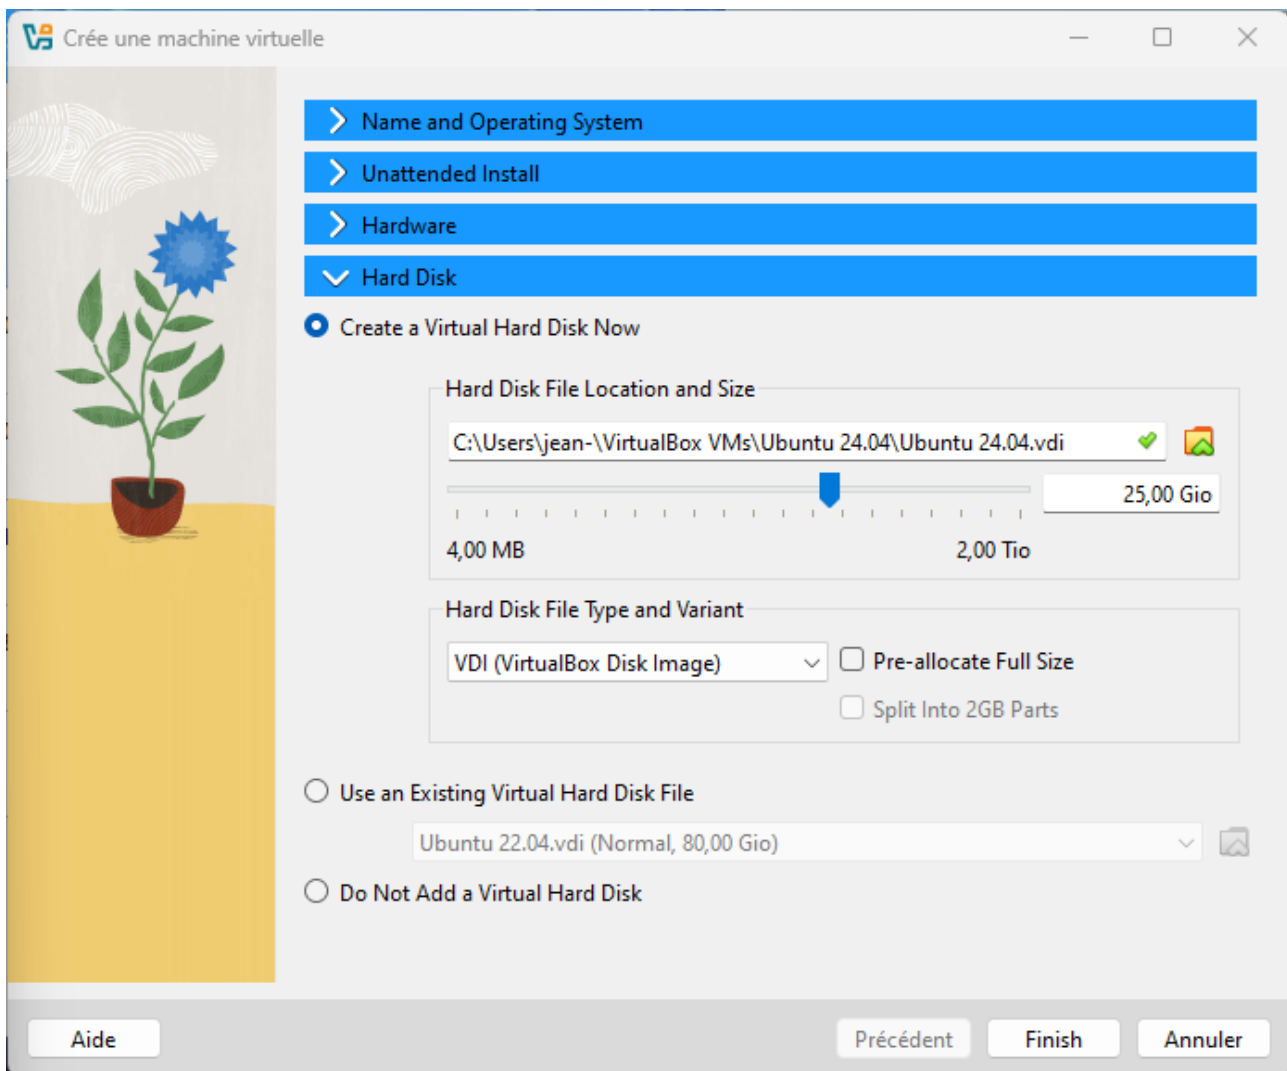 Crée une machine virtuelle
Name and Operating System
Unattended Install
Hardware
Hard Disk
Create a Virtual Hard Disk Now
Hard Disk File Location and Size
C:\Users\jean-\VirtualBox VMs\Ubuntu 24.04\Ubuntu 24.04.vdi
25,00 Gio
4,00 MB 2,00 Tio
Hard Disk File Type and Variant
VDI (VirtualBox Disk Image) Pre-allocate Full Size
Split Into 2GB Parts
Use an Existing Virtual Hard Disk File
Ubuntu 22.04.vdi (Normal, 80,00 Gio)
Do Not Add a Virtual Hard Disk
Aide Précédent Finish Annuler